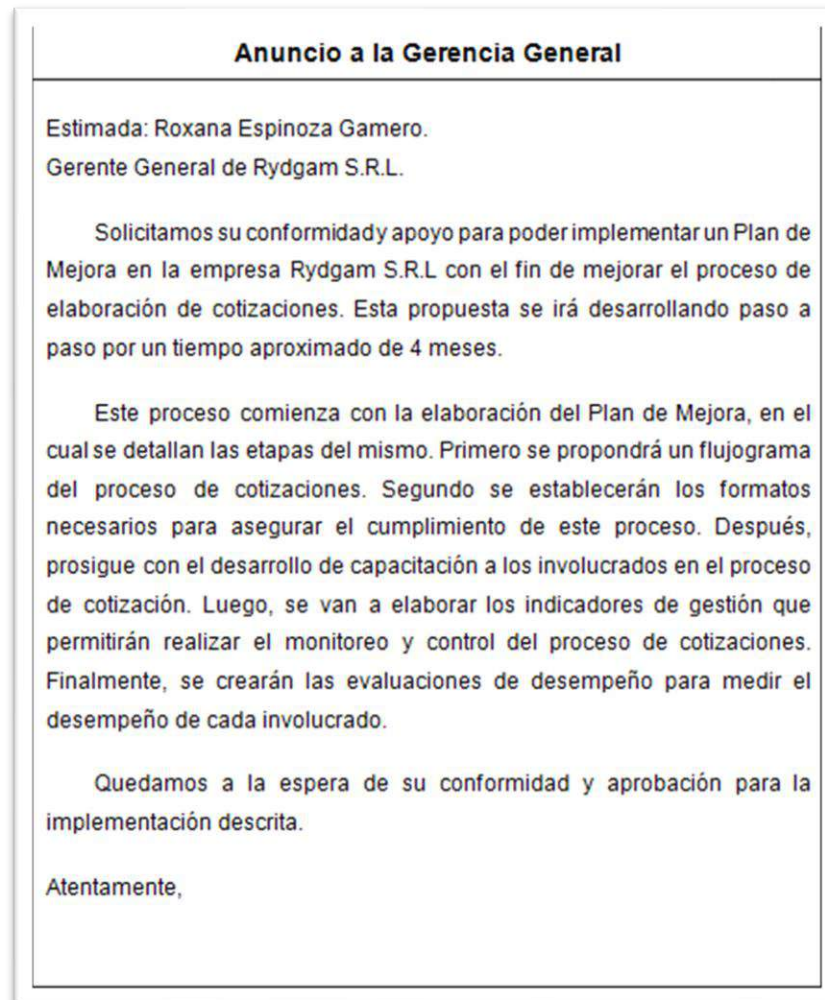 Anuncio a la Gerencia General
Estimada: Roxana Espinoza Gamero.
Gerente General de Rydgam S.R.L.
Solicitamos su conformidad y apoyo para poder implementar un Plan de
Mejora en la empresa Rydgam S.R.L con el fin de mejorar el proceso de
elaboración de cotizaciones. Esta propuesta se irá desarrollando paso a
paso por un tiempo aproximado de 4 meses.
Este proceso comienza con la elaboración del Plan de Mejora, en el
cual se detallan las etapas del mismo. Primero se propondrá un flujograma
del proceso de cotizaciones. Segundo se establecerán los formatos
necesarios para asegurar el cumplimiento de este proceso. Después,
prosigue con el desarrollo de capacitación a los involucrados en el proceso
de cotización. Luego, se van a elaborar los indicadores de gestión que
permitirán realizar el monitoreo y control del proceso de cotizaciones.
Finalmente, se crearán las evaluaciones de desempeño para medir el
desempeño de cada involucrado.
Quedamos a la espera de su conformidad y aprobación para la
implementación descrita.
Atentamente,